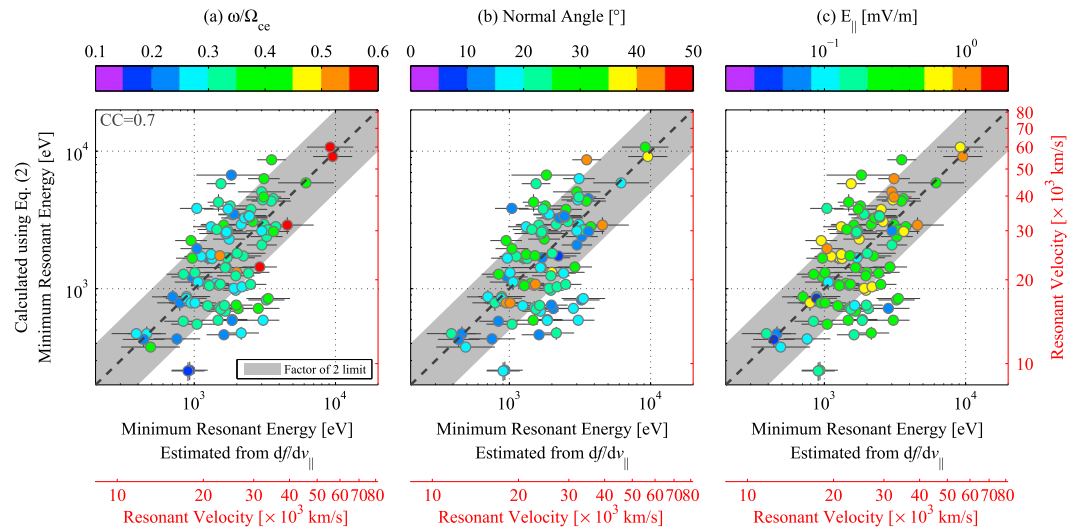 (a) ω/Ωce
(b) Normal Angle [°]
(c) E|| [mV/m]
0.1 0.2 0.3 0.4 0.5 0.6
0 10 20 30 40 50
10⁻¹ 10⁰
CC=0.7
Calculated using Eq. (2)
Minimum Resonant Energy [eV]
10⁴
10³
Factor of 2 limit
80
70
60
50
40
30
20
10
Resonant Velocity [× 10³ km/s]
10³ 10⁴
10³ 10⁴
10³ 10⁴
Minimum Resonant Energy [eV]
Estimated from df/dv||
Minimum Resonant Energy [eV]
Estimated from df/dv||
Minimum Resonant Energy [eV]
Estimated from df/dv||
10 20 30 40 50 60 70 80
Resonant Velocity [× 10³ km/s]
10 20 30 40 50 60 70 80
Resonant Velocity [× 10³ km/s]
10 20 30 40 50 60 70 80
Resonant Velocity [× 10³ km/s]